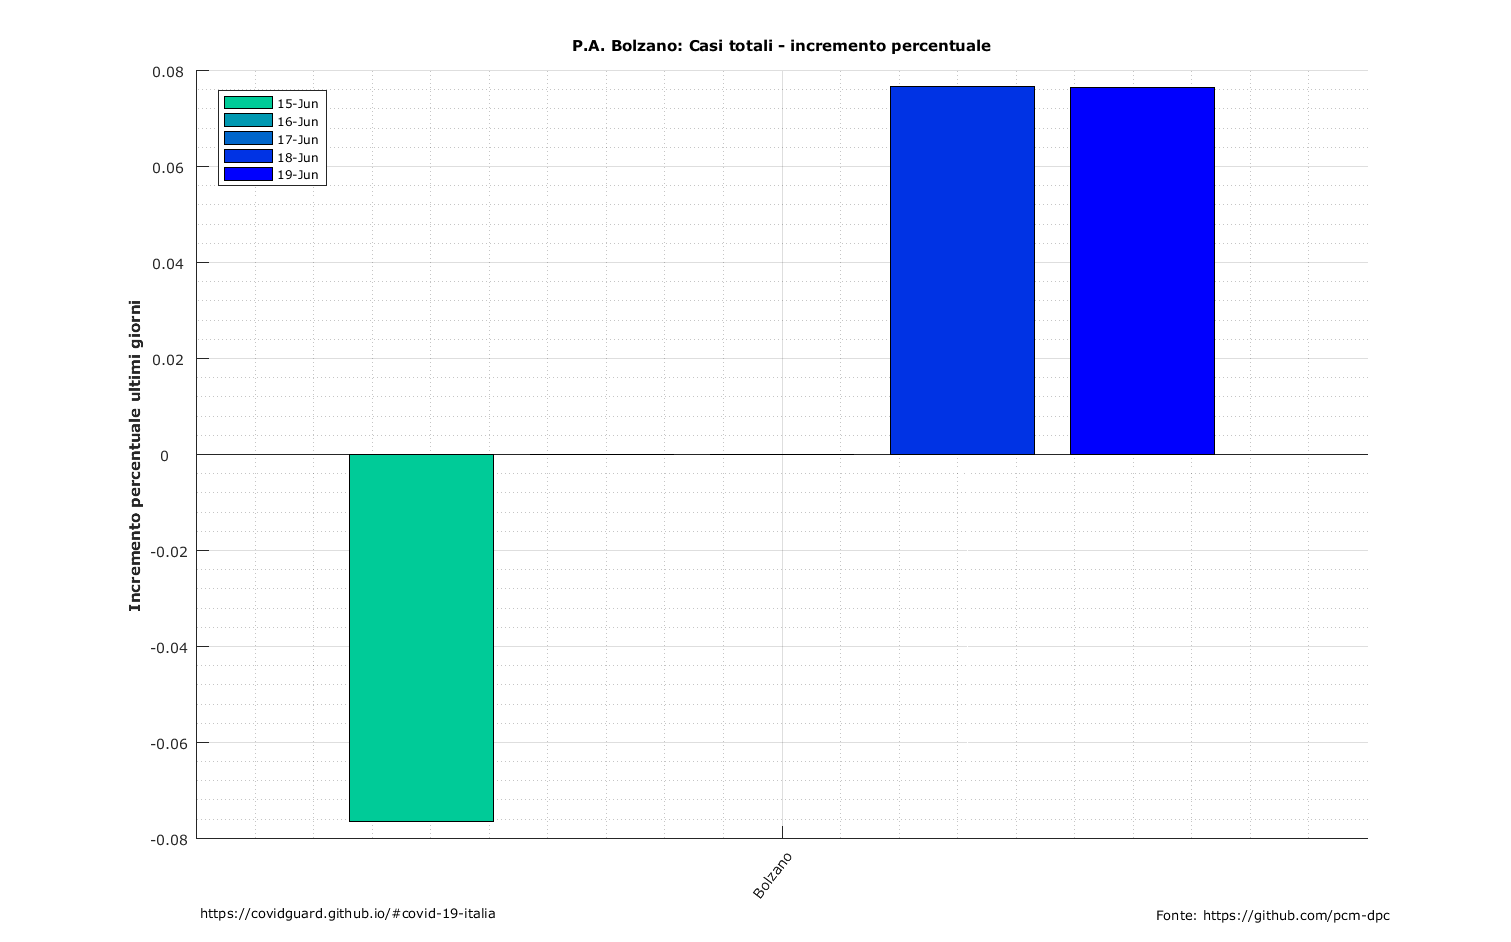 P.A. Bolzano: Casi totali - incremento percentuale
0.08
0.06
0.04
0.02
0
-0.02
-0.04
-0.06
-0.08
15-Jun
16-Jun
17-Jun
18-Jun
19-Jun
Incremento percentuale ultimi giorni
Bolzano
https://covidguard.github.io/#covid-19-italia
Fonte: https://github.com/pcm-dpc